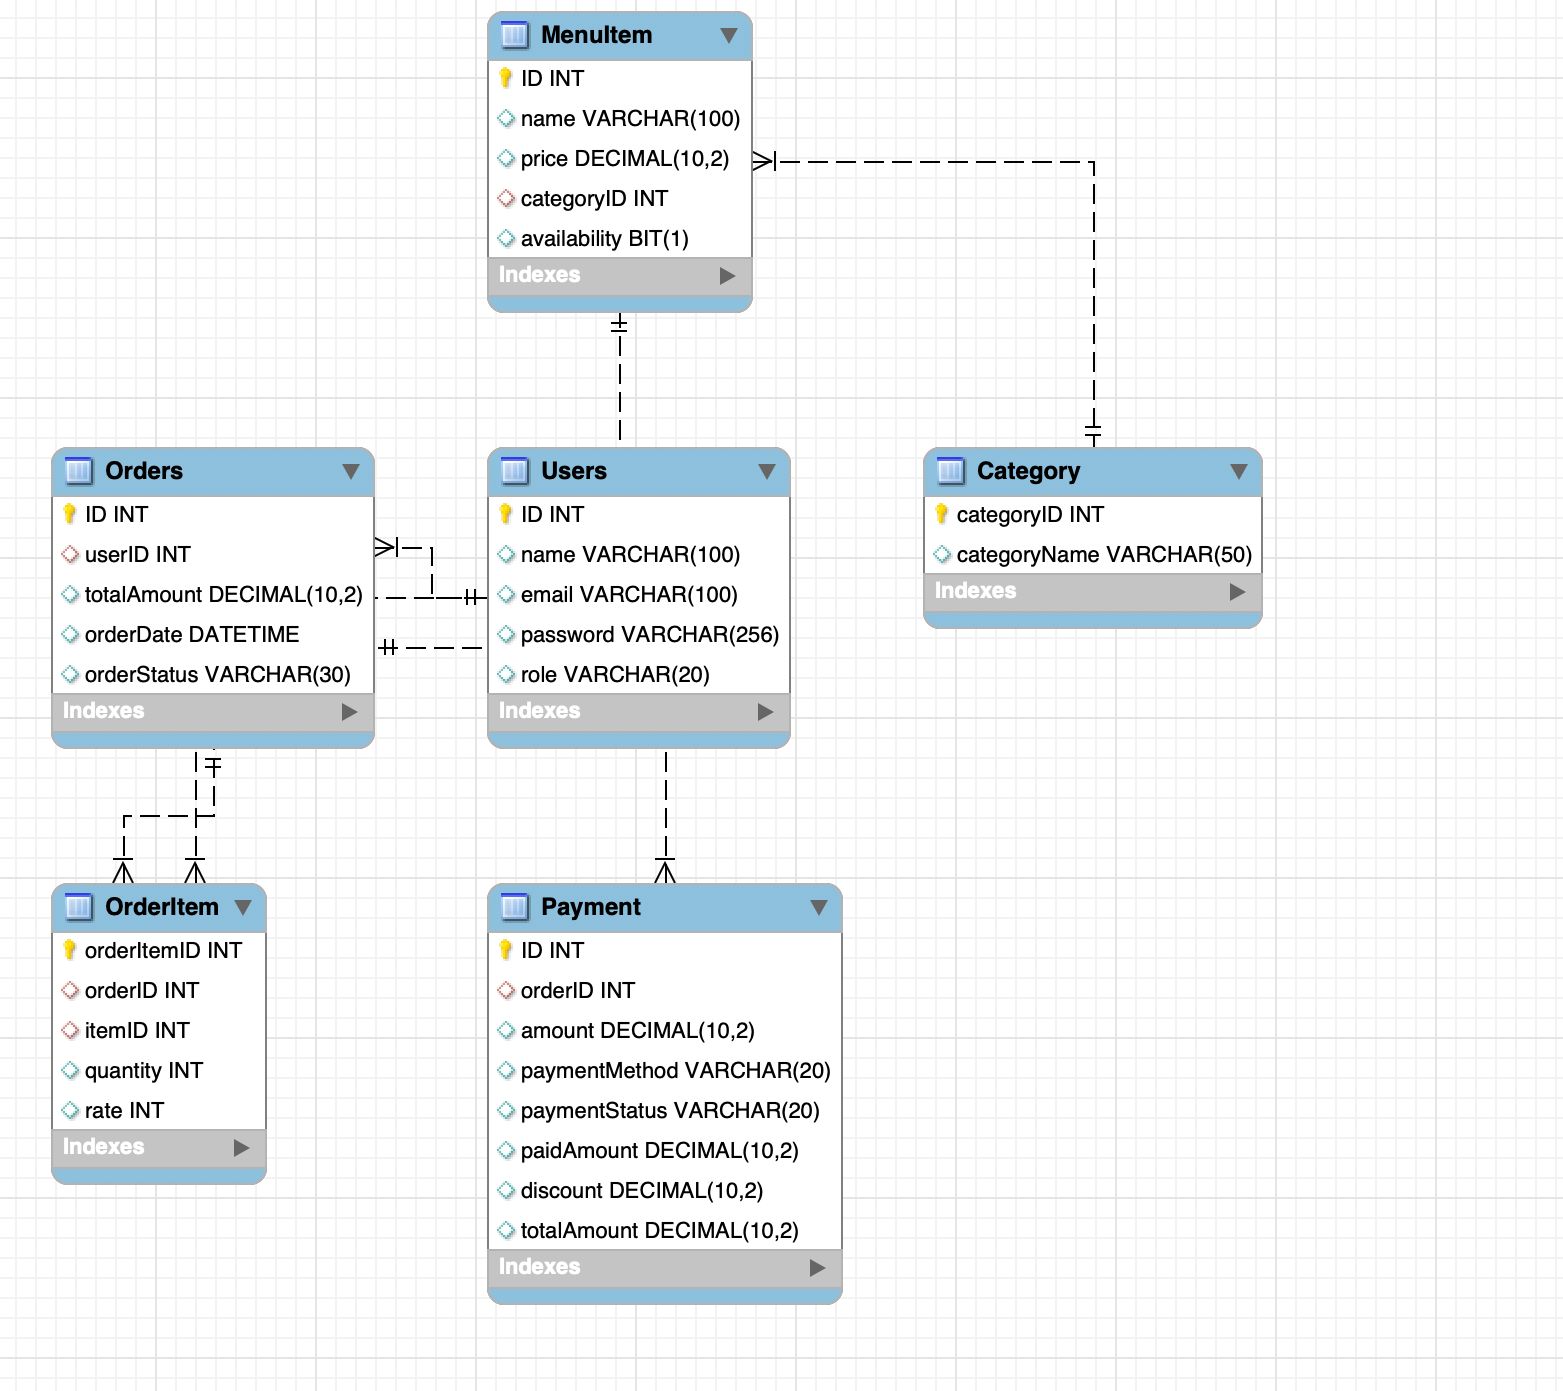 MenuItem
ID INT
name VARCHAR(100)
price DECIMAL(10,2)
categoryID INT
availability BIT(1)
Indexes
Orders
ID INT
userID INT
totalAmount DECIMAL(10,2)
orderDate DATETIME
orderStatus VARCHAR(30)
Indexes
Users
ID INT
name VARCHAR(100)
email VARCHAR(100)
password VARCHAR(256)
role VARCHAR(20)
Indexes
Category
categoryID INT
categoryName VARCHAR(50)
Indexes
OrderItem
orderItemID INT
orderID INT
itemID INT
quantity INT
rate INT
Indexes
Payment
ID INT
orderID INT
amount DECIMAL(10,2)
paymentMethod VARCHAR(20)
paymentStatus VARCHAR(20)
paidAmount DECIMAL(10,2)
discount DECIMAL(10,2)
totalAmount DECIMAL(10,2)
Indexes